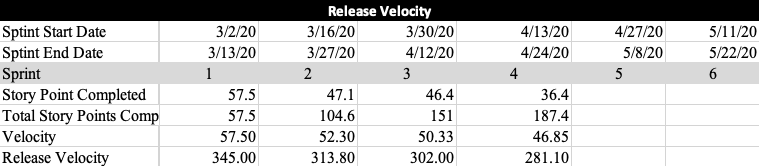 Release Velocity
Sptint Start Date 3/2/20 3/16/20 3/30/20 4/13/20 4/27/20 5/11/20
Sptint End Date 3/13/20 3/27/20 4/12/20 4/24/20 5/8/20 5/22/20
Sprint 1 2 3 4 5 6
Story Point Completed 57.5 47.1 46.4 36.4
Total Story Points Comp 57.5 104.6 151 187.4
Velocity 57.50 52.30 50.33 46.85
Release Velocity 345.00 313.80 302.00 281.10